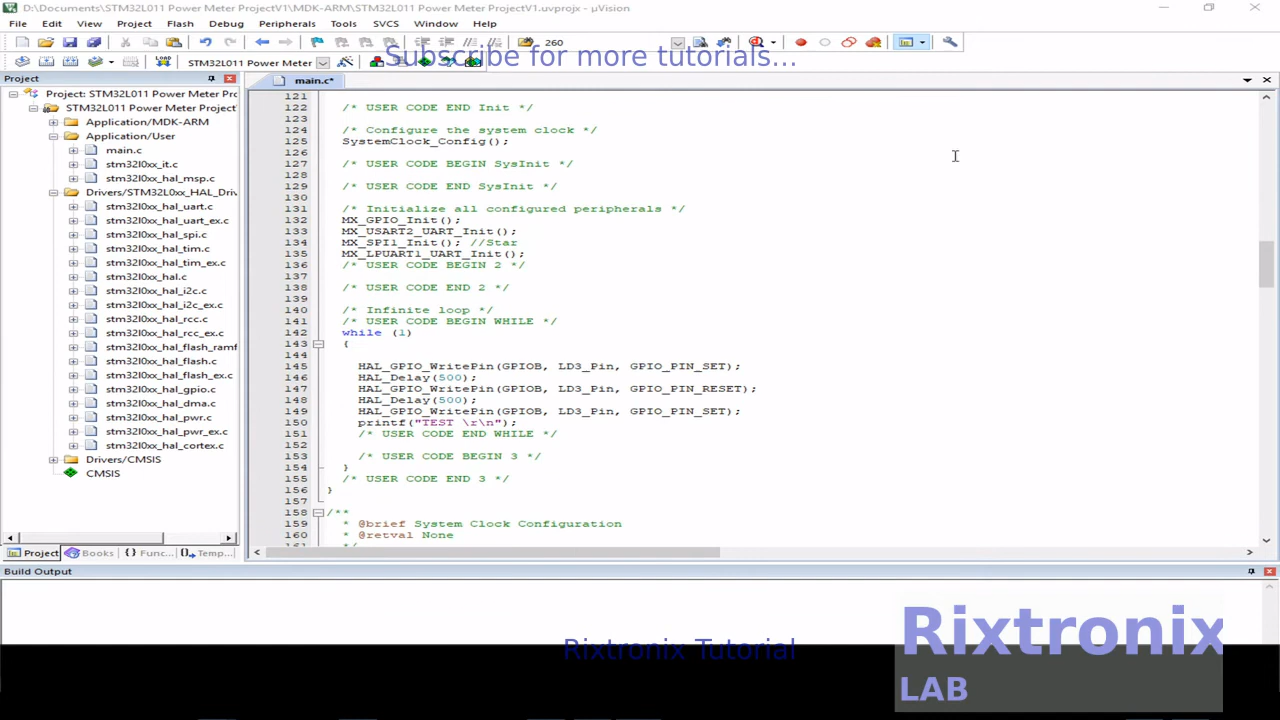 D:\Documents\STM32L011 Power Meter ProjectV1\MDK-ARM\STM32L011 Power Meter ProjectV1.uvprojx - µVision
File Edit View Project Flash Debug Peripherals Tools SVCS Window Help
260
Subscribe for more tutorials...
LOAD STM32L011 Power Meter
Project
main.c*
Project: STM32L011 Power Meter Prc
STM32L011 Power Meter Project
Application/MDK-ARM
Application/User
main.c
stm32l0xx_it.c
stm32l0xx_hal_msp.c
Drivers/STM32L0xx_HAL_Driv
stm32l0xx_hal_uart.c
stm32l0xx_hal_uart_ex.c
stm32l0xx_hal_spi.c
stm32l0xx_hal_tim.c
stm32l0xx_hal_tim_ex.c
stm32l0xx_hal.c
stm32l0xx_hal_i2c.c
stm32l0xx_hal_i2c_ex.c
stm32l0xx_hal_rcc.c
stm32l0xx_hal_rcc_ex.c
stm32l0xx_hal_flash_ramf
stm32l0xx_hal_flash.c
stm32l0xx_hal_flash_ex.c
stm32l0xx_hal_gpio.c
stm32l0xx_hal_dma.c
stm32l0xx_hal_pwr.c
stm32l0xx_hal_pwr_ex.c
stm32l0xx_hal_cortex.c
Drivers/CMSIS
CMSIS
Project Books {} Func... Temp...
121
122 /* USER CODE END Init */
123
124 /* Configure the system clock */
125 SystemClock_Config();
126
127 /* USER CODE BEGIN SysInit */
128
129 /* USER CODE END SysInit */
130
131 /* Initialize all configured peripherals */
132 MX_GPIO_Init();
133 MX_USART2_UART_Init();
134 MX_SPI1_Init(); //Star
135 MX_LPUART1_UART_Init();
136 /* USER CODE BEGIN 2 */
137
138 /* USER CODE END 2 */
139
140 /* Infinite loop */
141 /* USER CODE BEGIN WHILE */
142 while (1)
143 {
144
145 HAL_GPIO_WritePin(GPIOB, LD3_Pin, GPIO_PIN_SET);
146 HAL_Delay(500);
147 HAL_GPIO_WritePin(GPIOB, LD3_Pin, GPIO_PIN_RESET);
148 HAL_Delay(500);
149 HAL_GPIO_WritePin(GPIOB, LD3_Pin, GPIO_PIN_SET);
150 printf("TEST \r\n");
151 /* USER CODE END WHILE */
152
153 /* USER CODE BEGIN 3 */
154 }
155 /* USER CODE END 3 */
156 }
157
158 /**
159 * @brief System Clock Configuration
160 * @retval None
Build Output
Rixtronix Tutorial
Rixtronix
LAB